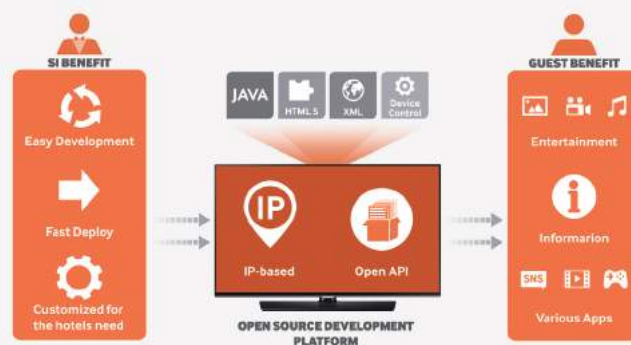 SI BENEFIT
Easy Development
Fast Deploy
Customized for
the hotels need
JAVA
HTML 5
XML
Device
Control
IP
IP-based
Open API
OPEN SOURCE DEVELOPMENT
PLATFORM
GUEST BENEFIT
Entertainment
i
Informarion
SNS
Various Apps